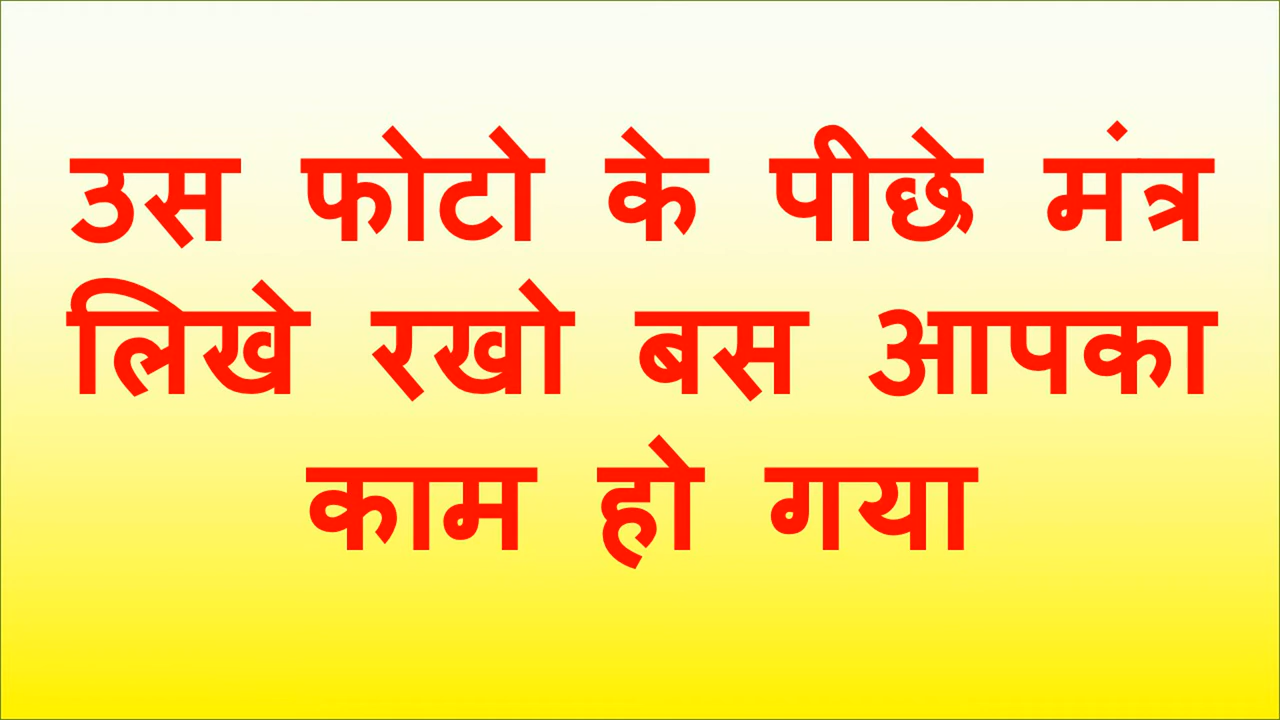 उस फोटो के पीछे मंत्र
लिखे रखो बस आपका
काम हो गया